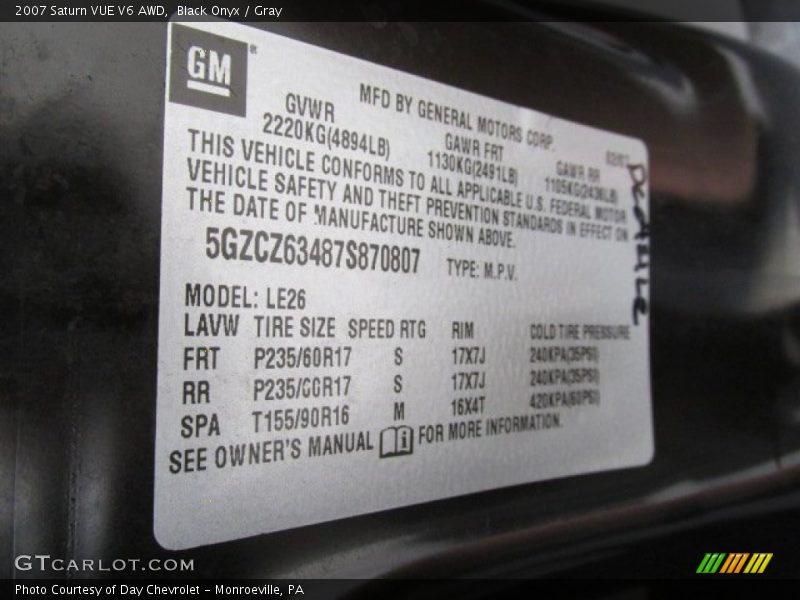 2007 Saturn VUE V6 AWD, Black Onyx / Gray
GM®
MFD BY GENERAL MOTORS CORP.
GVWR GAWR FRT GAWR RR
2220KG(4894LB) 1130KG(2491LB) 1105KG(2436LB)
THIS VEHICLE CONFORMS TO ALL APPLICABLE U.S. FEDERAL MOTOR
VEHICLE SAFETY AND THEFT PREVENTION STANDARDS IN EFFECT ON
THE DATE OF MANUFACTURE SHOWN ABOVE.
5GZCZ63487S870807 TYPE: M.P.V.
MODEL: LE26
LAVW TIRE SIZE SPEED RTG RIM COLD TIRE PRESSURE
FRT P235/60R17 S 17X7J 240KPA(35PSI)
RR P235/60R17 S 17X7J 240KPA(35PSI)
SPA T155/90R16 M 16X4T 420KPA(60PSI)
SEE OWNER'S MANUAL FOR MORE INFORMATION.
GTCARLOT.COM
Photo Courtesy of Day Chevrolet - Monroeville, PA